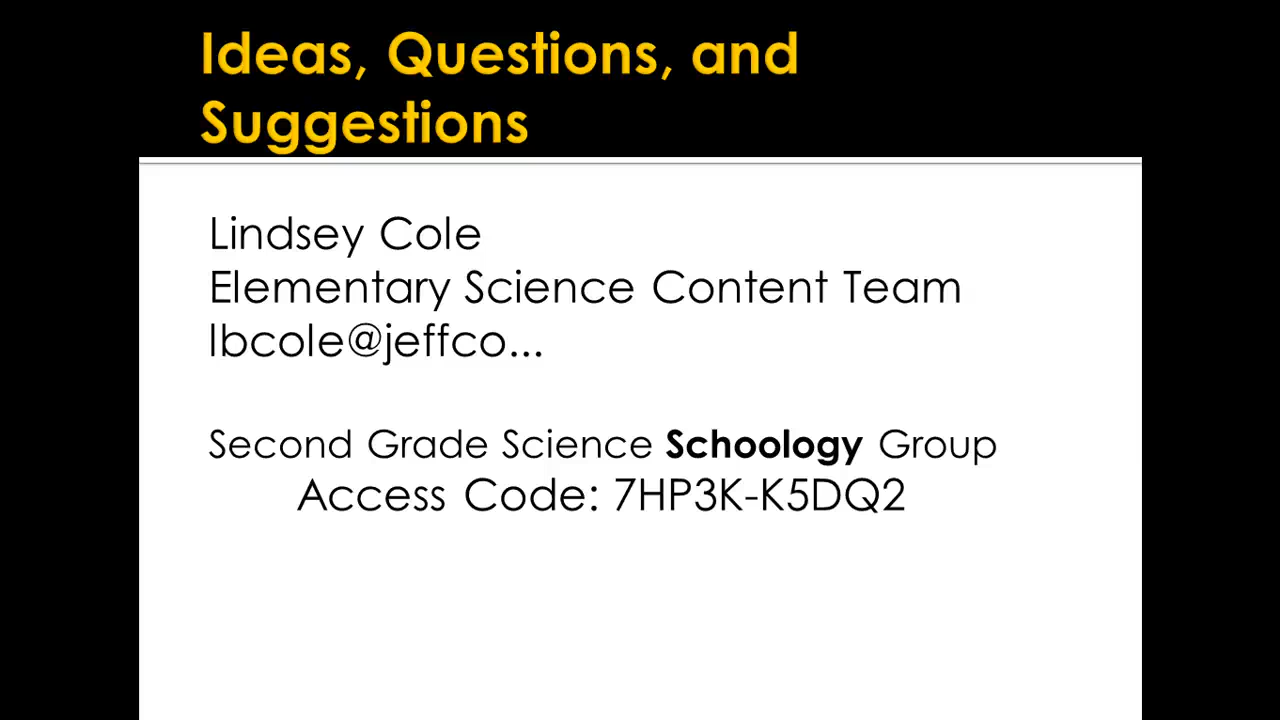 Ideas, Questions, and
Suggestions
Lindsey Cole
Elementary Science Content Team
lbcole@jeffco...
Second Grade Science Schoology Group
Access Code: 7HP3K-K5DQ2